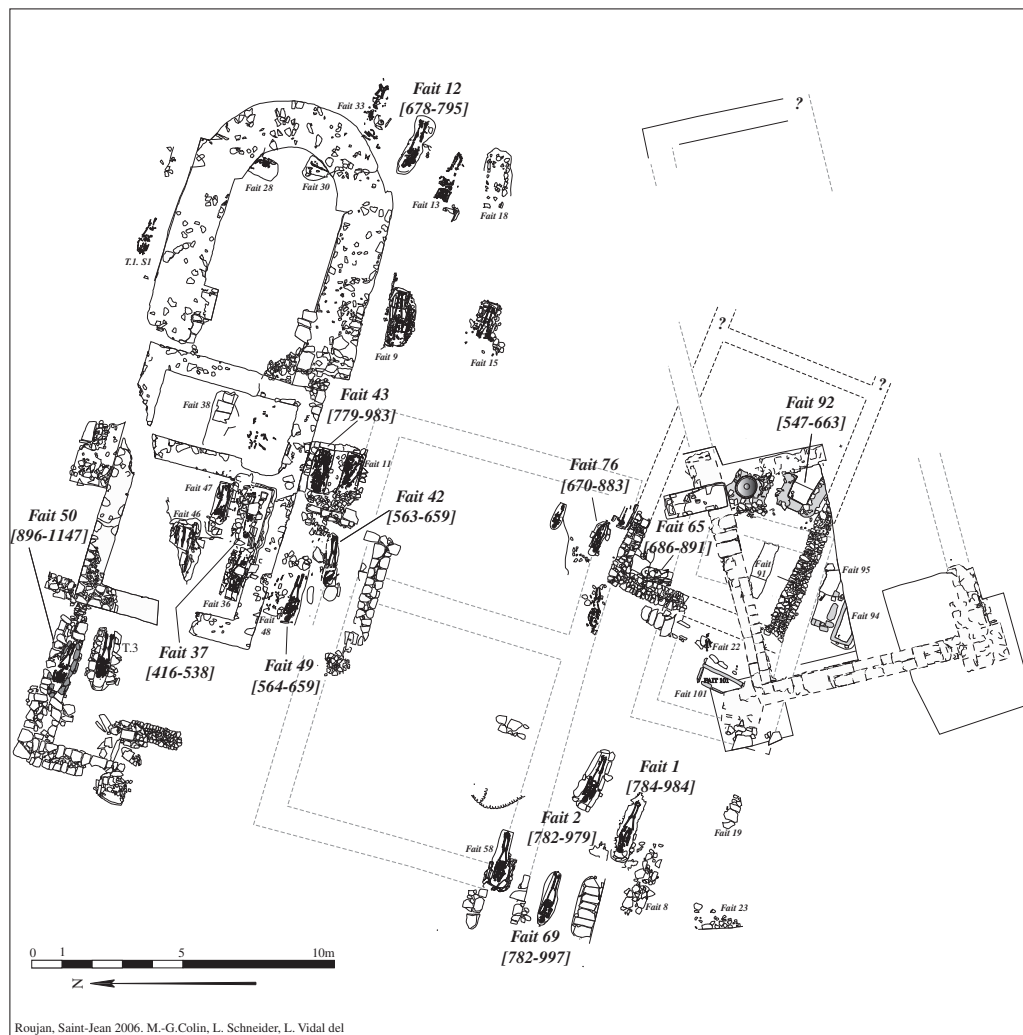 Fait 33
Fait 12
[678-795]
?
Fait 28
Fait 30
Fait 13
Fait 18
T.1. S1
Fait 9
Fait 15
?
?
Fait 43
[779-983]
Fait 38
Fait 11
Fait 92
[547-663]
Fait 76
[670-883]
Fait 47
Fait 42
[563-659]
Fait 46
Fait 50
[896-1147]
Fait 65
[686-891]
Fait
91
Fait 95
Fait 36
Fait
48
Fait 94
T.3
Fait 22
Fait 37
[416-538]
Fait 49
[564-659]
FAIT 101
Fait 101
Fait 1
[784-984]
Fait 2
[782-979]
Fait 19
Fait 58
Fait 8
Fait 23
Fait 69
[782-997]
0 1 5 10m
N
Roujan, Saint-Jean 2006. M.-G.Colin, L. Schneider, L. Vidal del